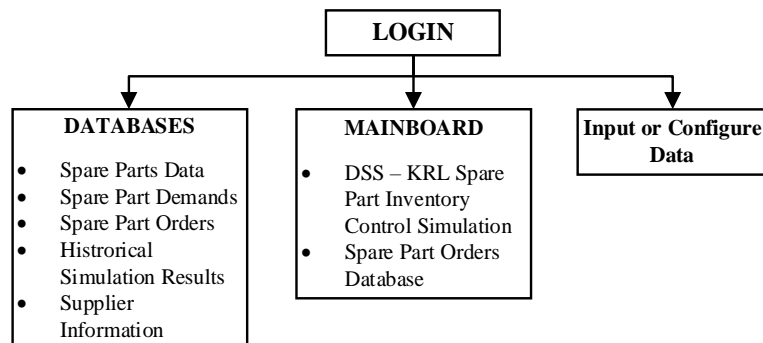 LOGIN
DATABASES
• Spare Parts Data
• Spare Part Demands
• Spare Part Orders
• Histrorical
Simulation Results
• Supplier
Information
MAINBOARD
• DSS – KRL Spare
Part Inventory
Control Simulation
• Spare Part Orders
Database
Input or Configure
Data